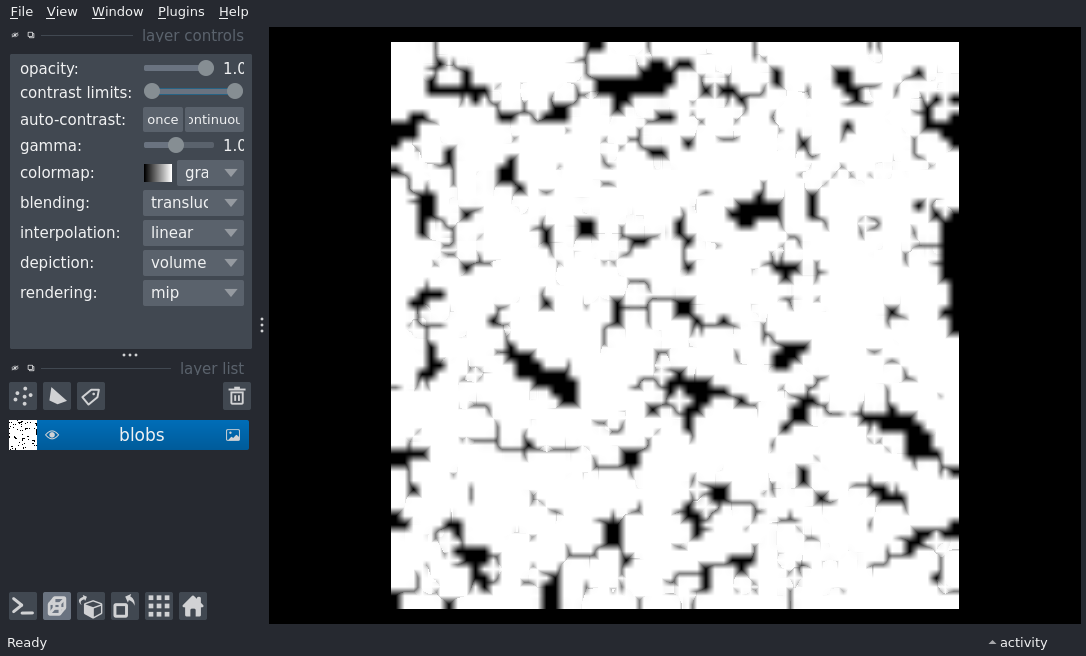 File View Window Plugins Help
layer controls
opacity: 1.0
contrast limits:
auto-contrast: once ontinuou
gamma: 1.0
colormap: gra
blending: transluc
interpolation: linear
depiction: volume
rendering: mip
layer list
blobs
Ready
activity